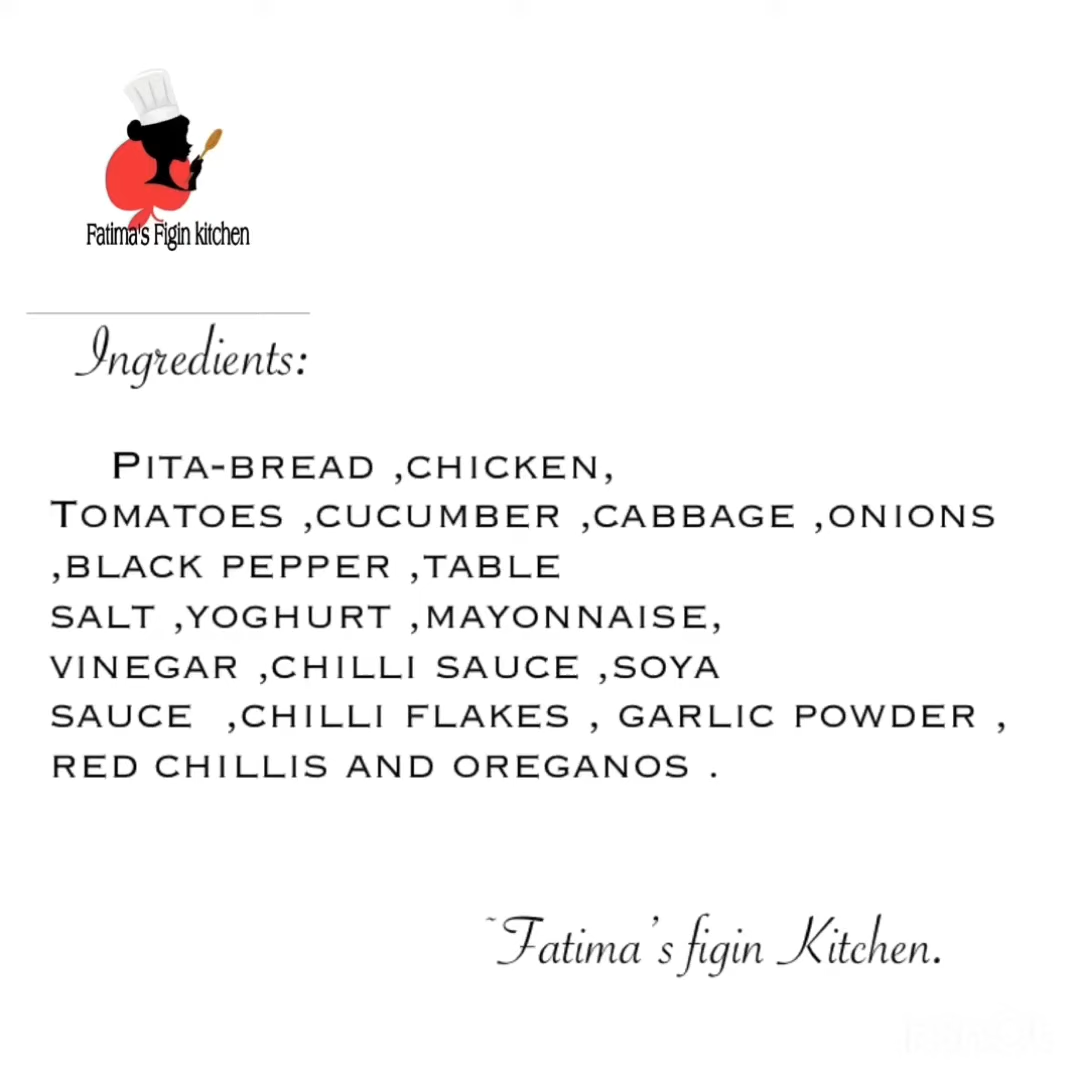 Fatima's Figin kitchen
Ingredients:
Pita-bread ,chicken,
Tomatoes ,cucumber ,cabbage ,onions
,black pepper ,table
salt ,yoghurt ,mayonnaise,
vinegar ,chilli sauce ,soya
sauce  ,chilli flakes , garlic powder ,
red chillis and oreganos .
~Fatima's figin Kitchen.